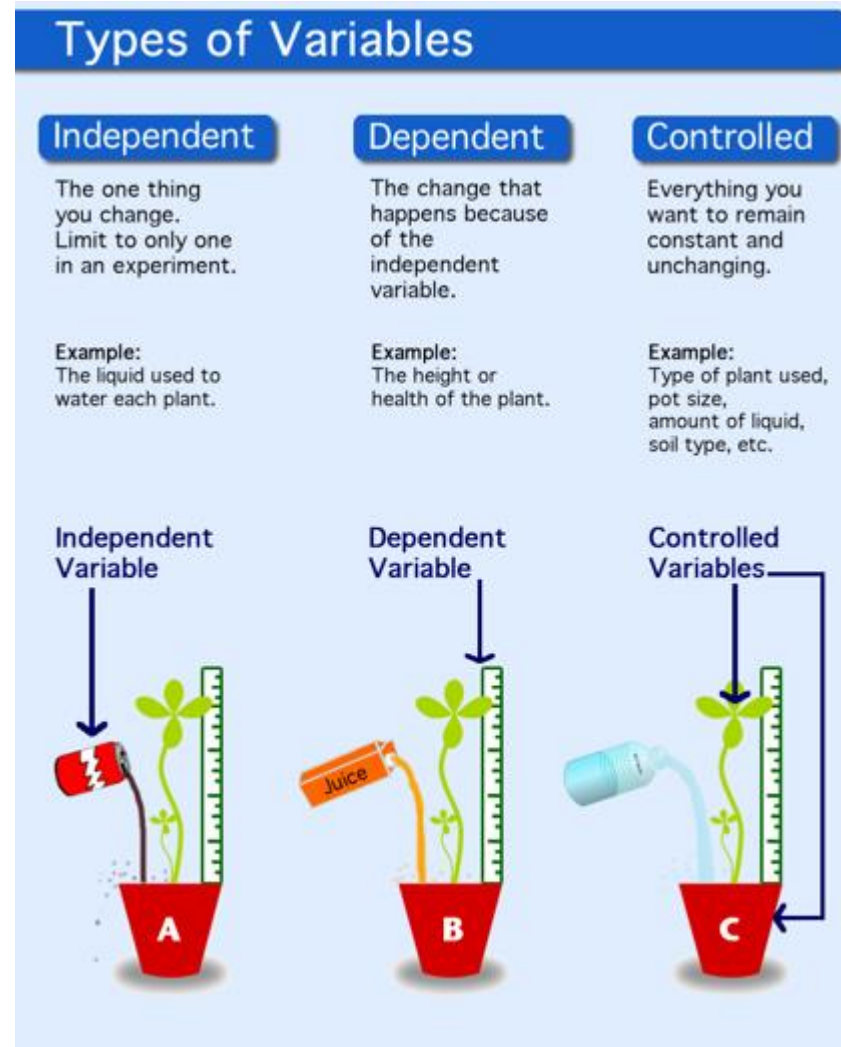 Types of Variables
Independent
The one thing
you change.
Limit to only one
in an experiment.
Example:
The liquid used to
water each plant.
Dependent
The change that
happens because
of the
independent
variable.
Example:
The height or
health of the plant.
Controlled
Everything you
want to remain
constant and
unchanging.
Example:
Type of plant used,
pot size,
amount of liquid,
soil type, etc.
Independent
Variable
Dependent
Variable
Controlled
Variables
Juice
A
B
C